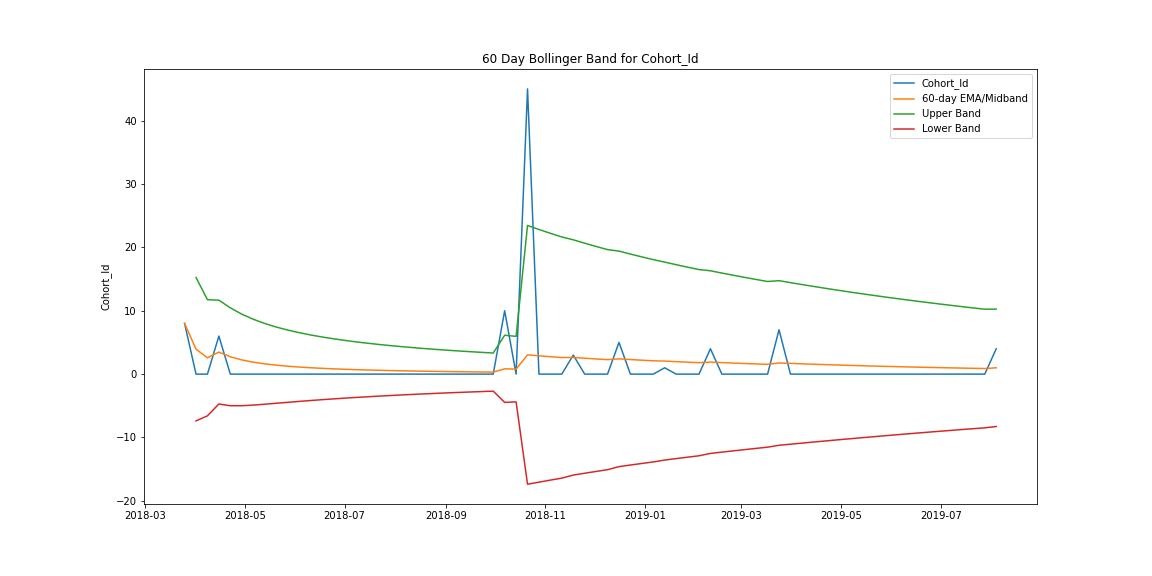 60 Day Bollinger Band for Cohort_Id
Cohort_Id
60-day EMA/Midband
Upper Band
Lower Band
Cohort_Id
40
30
20
10
0
−10
−20
2018-03 2018-05 2018-07 2018-09 2018-11 2019-01 2019-03 2019-05 2019-07